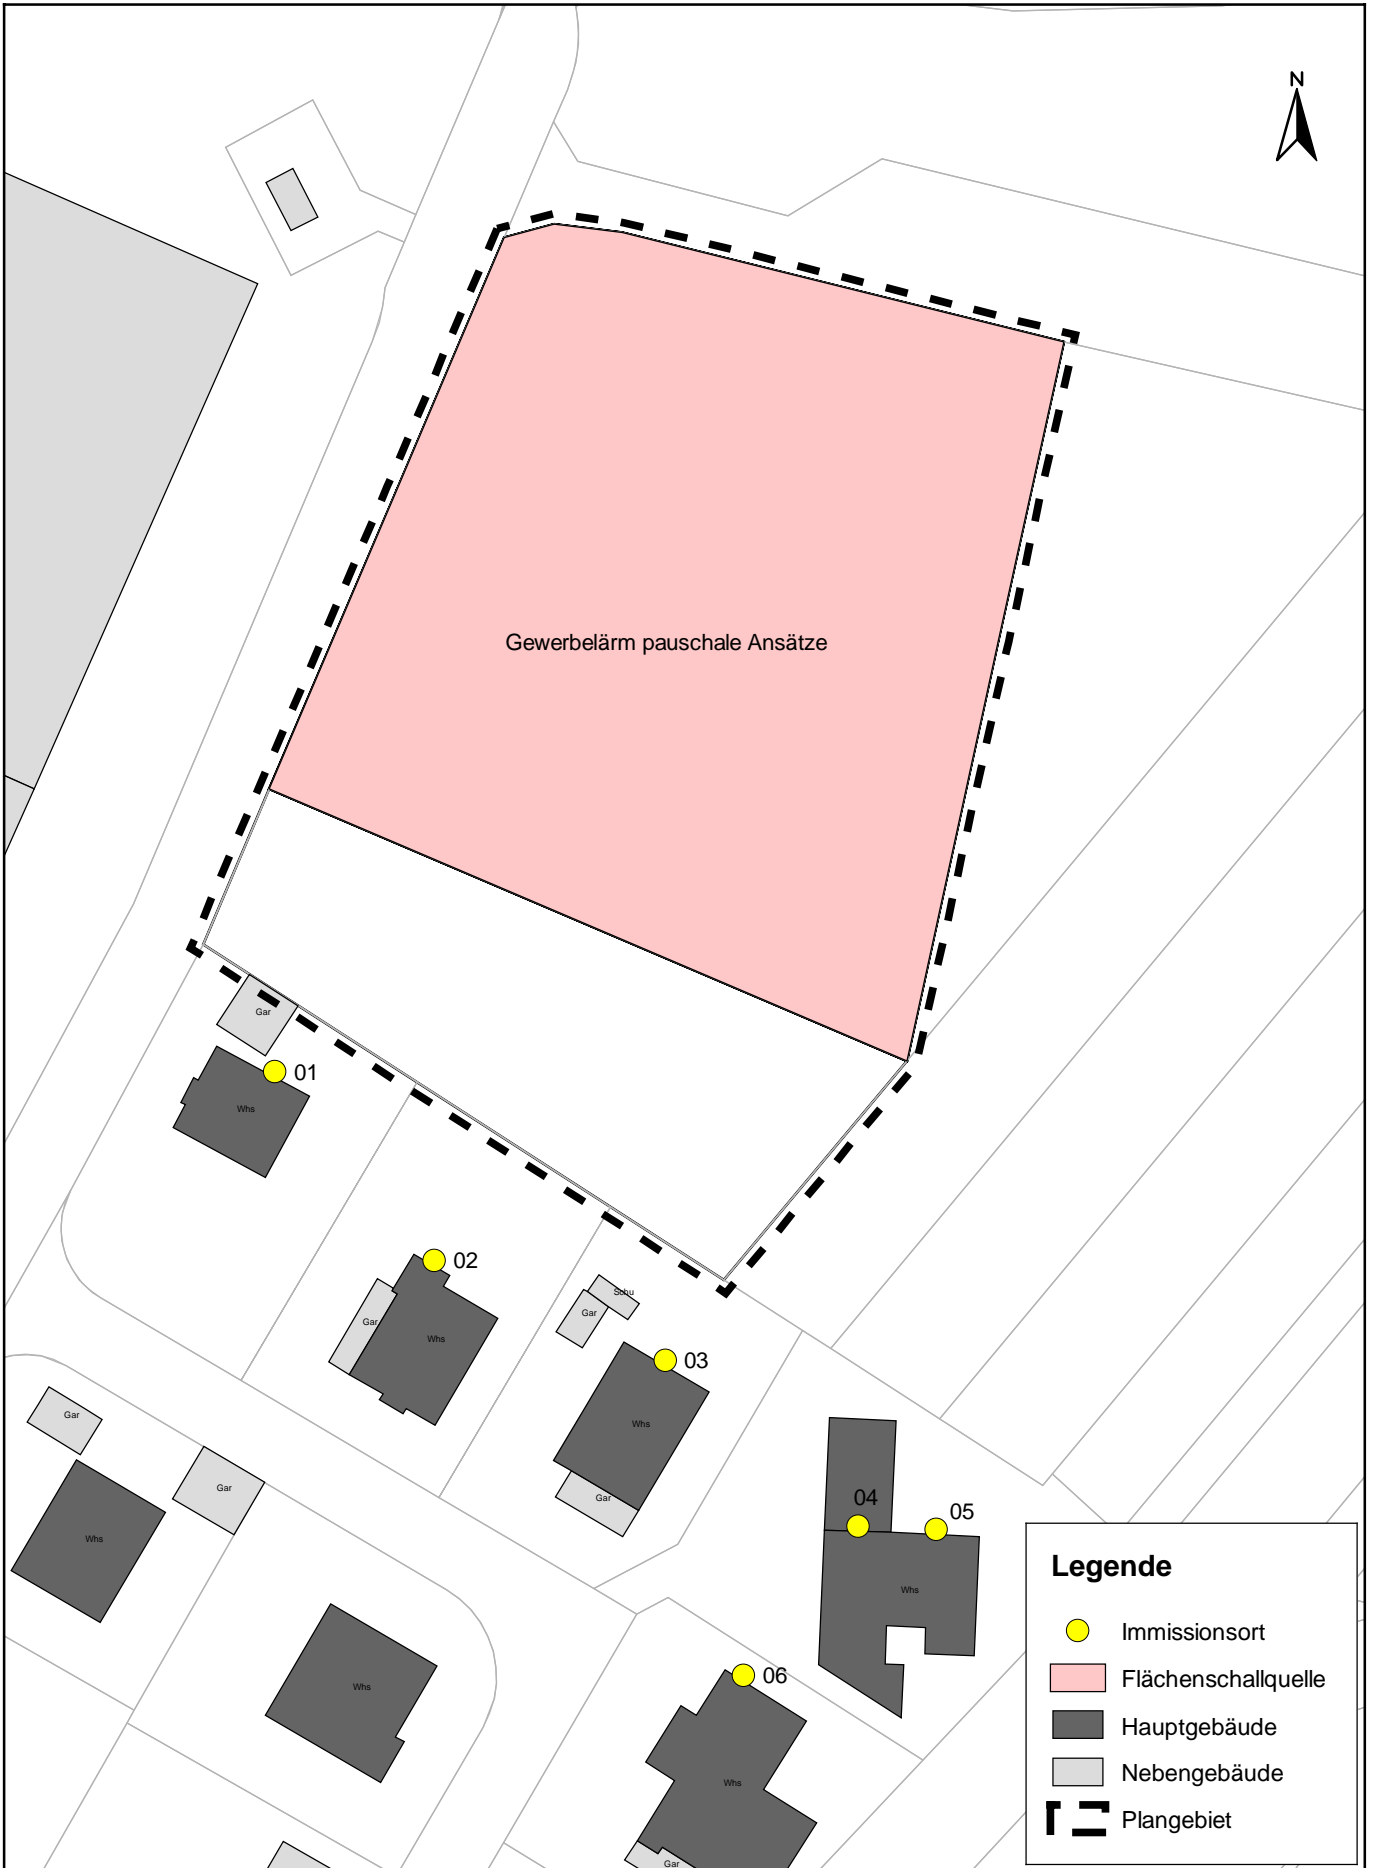 N
Gewerbelärm pauschale Ansätze
Gar
01
Whs
02
Gar
Whs
Schu
Gar
03
Whs
Gar
Gar
Gar
Whs
04
05
Whs
Whs
06
Whs
Gar
Legende
Immissionsort
Flächenschallquelle
Hauptgebäude
Nebengebäude
Plangebiet